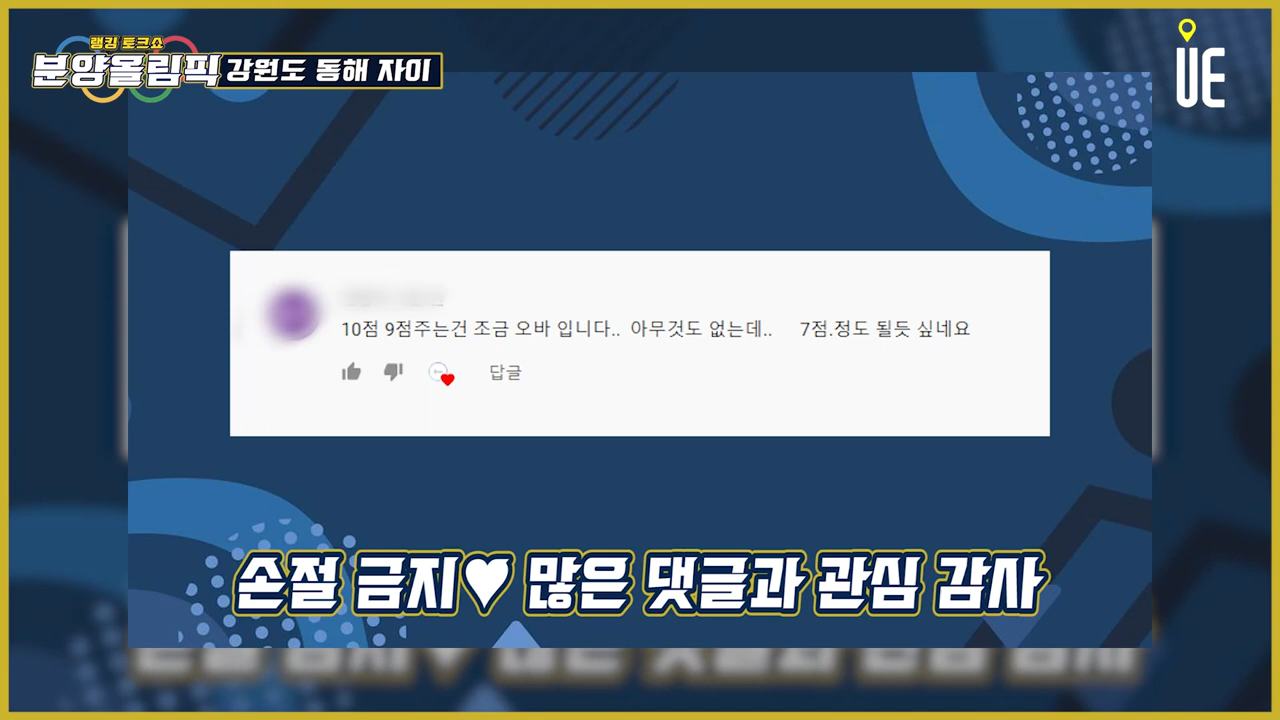 랭킹 토크쇼
분양올림픽 강원도 동해 자이
UE
10점 9점주는건 조금 오바 입니다.. 아무것도 없는데.. 7점.정도 될듯 싶네요
답글
손절 금지♥ 많은 댓글과 관심 감사